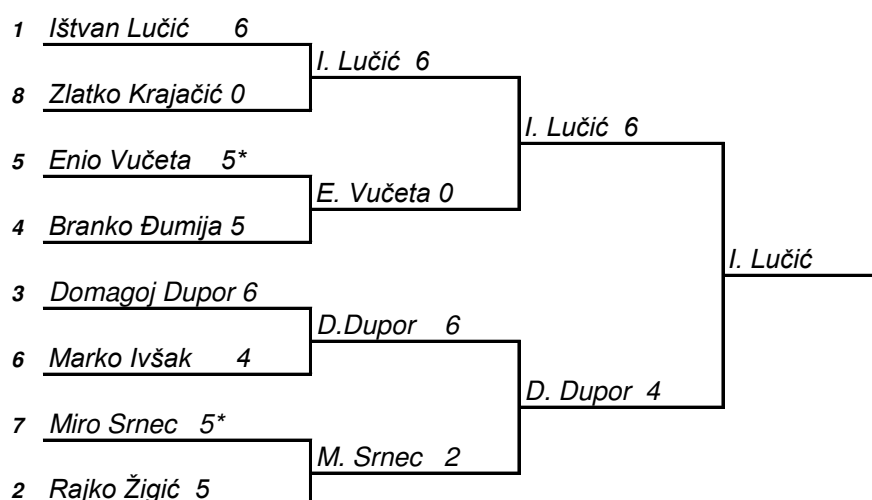 1 Ištvan Lučić 6
I. Lučić 6
8 Zlatko Krajačić 0
I. Lučić 6
5 Enio Vučeta 5*
E. Vučeta 0
4 Branko Đumija 5
I. Lučić
3 Domagoj Dupor 6
D.Dupor 6
6 Marko Ivšak 4
D. Dupor 4
7 Miro Srnec 5*
M. Srnec 2
2 Rajko Žigić 5